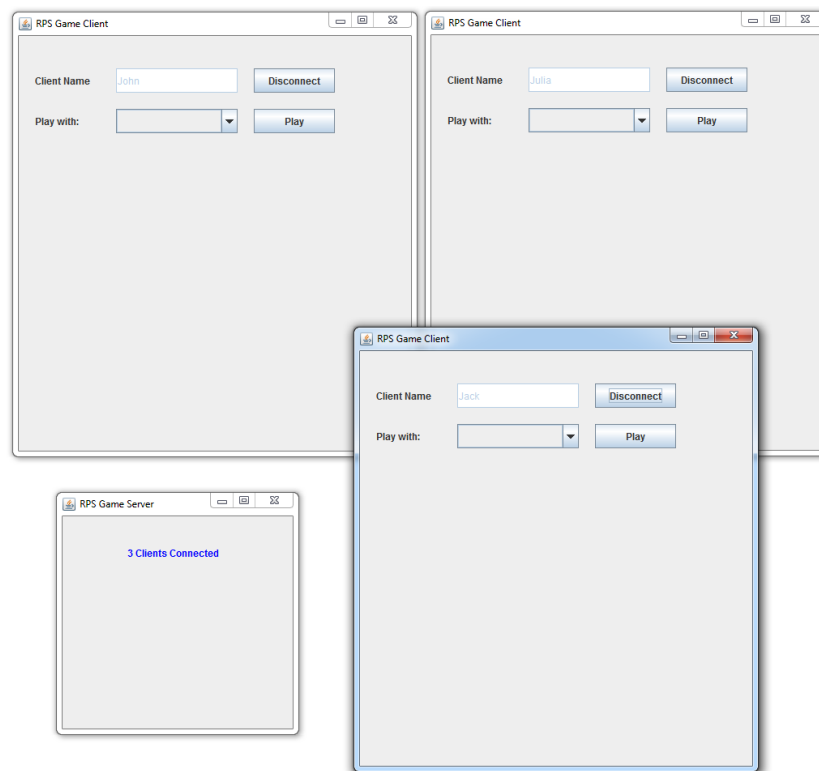 RPS Game Client
Client Name John Disconnect
Play with: Play
RPS Game Client
Client Name Julia Disconnect
Play with: Play
RPS Game Client
Client Name Jack Disconnect
Play with: Play
RPS Game Server
3 Clients Connected